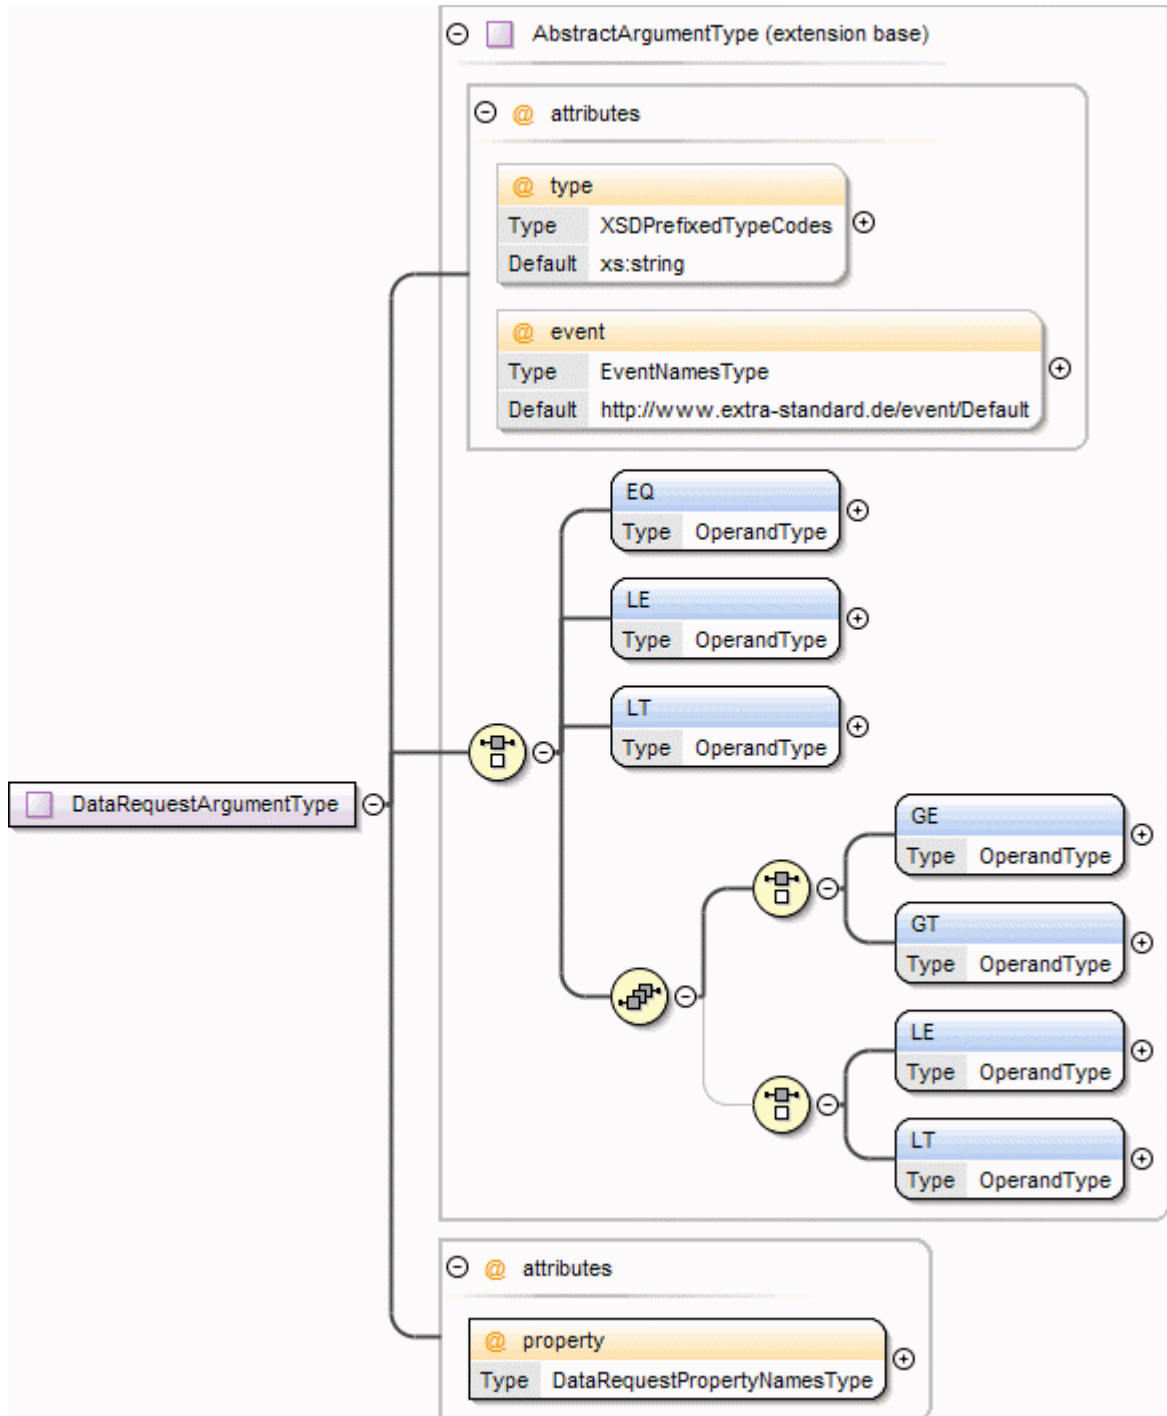 AbstractArgumentType (extension base)
@ attributes
@ type
Type XSDPrefixedTypeCodes
Default xs:string
@ event
Type EventNamesType
Default http://www.extra-standard.de/event/Default
EQ
Type OperandType
LE
Type OperandType
LT
Type OperandType
DataRequestArgumentType
GE
Type OperandType
GT
Type OperandType
LE
Type OperandType
LT
Type OperandType
@ attributes
@ property
Type DataRequestPropertyNamesType